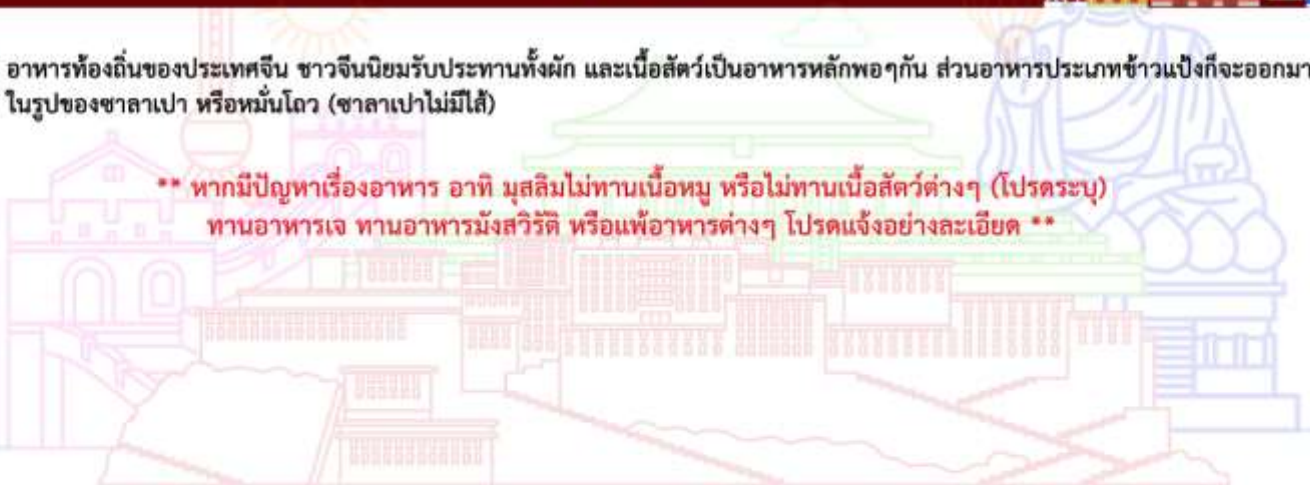 อาหารท้องถิ่นของประเทศจีน ชาวจีนนิยมรับประทานทั้งผัก และเนื้อสัตว์เป็นอาหารหลักพอๆกัน ส่วนอาหารประเภทข้าวแป้งก็จะออกมา
ในรูปของซาลาเปา หรือหมั่นโถว (ซาลาเปาไม่มีไส้)
** หากมีปัญหาเรื่องอาหาร อาทิ มุสลิมไม่ทานเนื้อหมู หรือไม่ทานเนื้อสัตว์ต่างๆ (โปรดระบุ)
ทานอาหารเจ ทานอาหารมังสวิรัติ หรือแพ้อาหารต่างๆ โปรดแจ้งอย่างละเอียด **